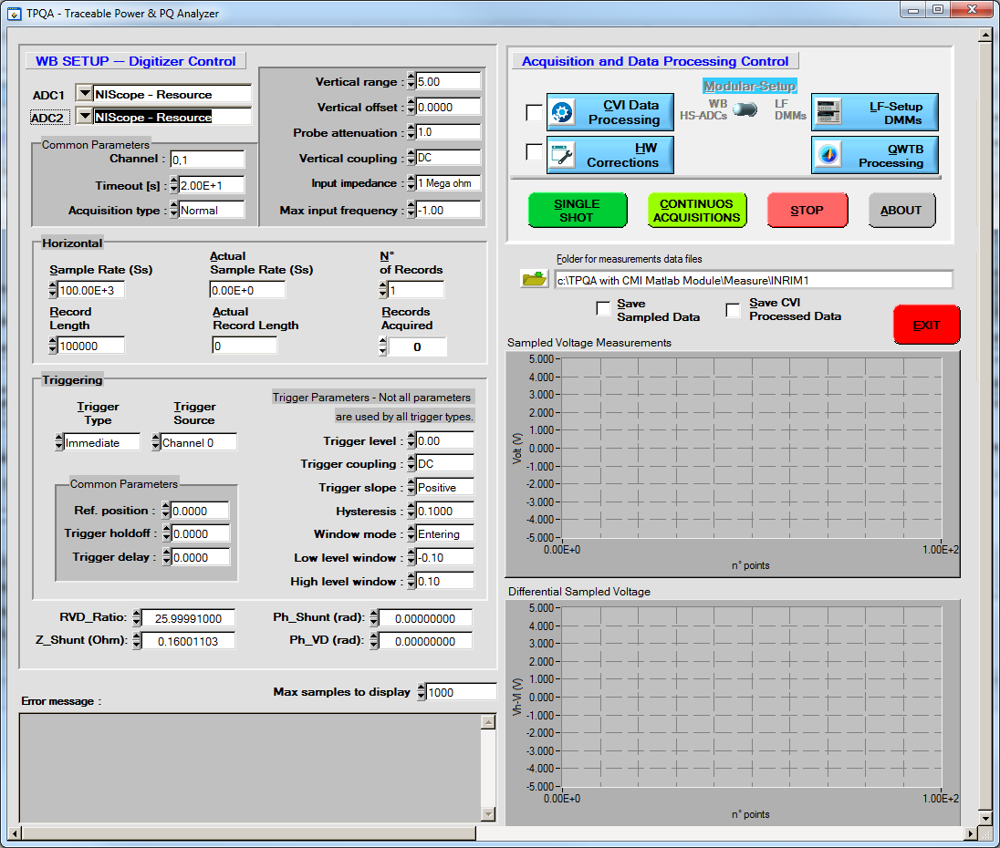 TPQA - Traceable Power & PQ Analyzer
WB SETUP -- Digitizer Control
ADC1 NIScope - Resource
ADC2 NIScope - Resource
Common Parameters
Channel : 0,1
Timeout [s] : 2.00E+1
Acquisition type : Normal
Vertical range : 5.00
Vertical offset : 0.0000
Probe attenuation : 1.0
Vertical coupling : DC
Input impedance : 1 Mega ohm
Max input frequency : -1.00
Horizontal
Sample Rate (Ss)
100.00E+3
Actual
Sample Rate (Ss)
0.00E+0
N°
of Records
1
Record
Length
100000
Actual
Record Length
0
Records
Acquired
0
Triggering
Trigger
Type
Immediate
Trigger
Source
Channel 0
Common Parameters
Ref. position : 0.0000
Trigger holdoff : 0.0000
Trigger delay : 0.0000
Trigger Parameters - Not all parameters
are used by all trigger types.
Trigger level : 0.00
Trigger coupling : DC
Trigger slope : Positive
Hysteresis : 0.1000
Window mode : Entering
Low level window : -0.10
High level window : 0.10
RVD_Ratio: 25.99991000
Ph_Shunt (rad): 0.00000000
Z_Shunt (Ohm): 0.16001103
Ph_VD (rad): 0.00000000
Max samples to display 1000
Error message :
Acquisition and Data Processing Control
CVI Data
Processing
HW
Corrections
Modular-Setup
WB
HS-ADCs
LF
DMMs
LF-Setup
DMMs
QWTB
Processing
SINGLE
SHOT
CONTINUOS
ACQUISITIONS
STOP
ABOUT
Folder for measurements data files
c:\TPQA with CMI Matlab Module\Measure\INRIM1
Save
Sampled Data
Save CVI
Processed Data
EXIT
Sampled Voltage Measurements
Volt (V)
5.000
4.000
3.000
2.000
1.000
0.000
-1.000
-2.000
-3.000
-4.000
-5.000
0.00E+0 1.00E+2
n° points
Differential Sampled Voltage
Vh-Vl (V)
5.000
4.000
3.000
2.000
1.000
0.000
-1.000
-2.000
-3.000
-4.000
-5.000
0.00E+0 1.00E+2
n° points